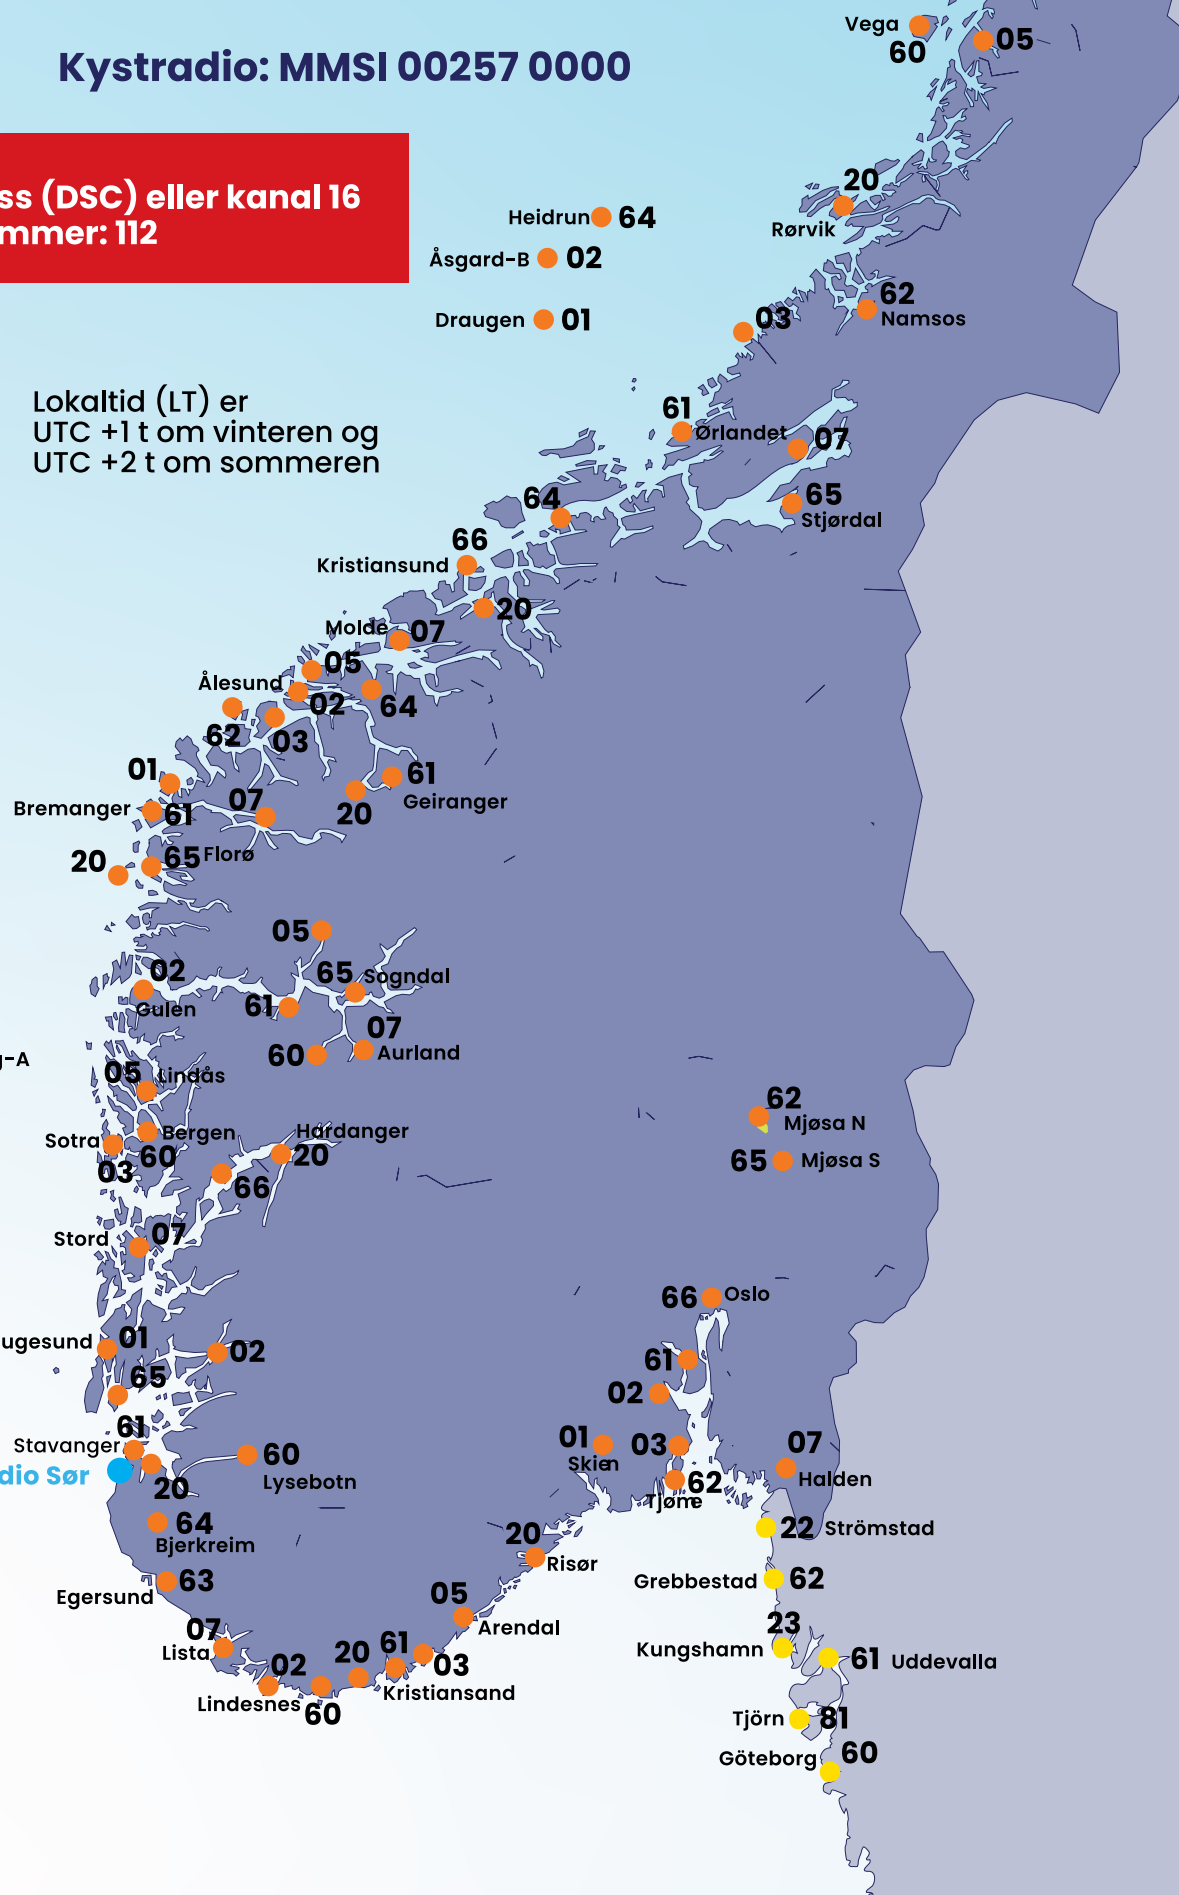 Vega
60
05
Kystradio: MMSI 00257 0000
ss (DSC) eller kanal 16
mmer: 112
20
Rørvik
Heidrun 64
Åsgard-B 02
Draugen 01
62
Namsos
03
Lokaltid (LT) er
UTC +1 t om vinteren og
UTC +2 t om sommeren
61
Ørlandet
07
65
Stjørdal
64
66
Kristiansund
20
Molde 07
05
Ålesund
02
64
62
03
01
61
Geiranger
20
Bremanger
61
07
20
65 Florø
05
02
Gulen
65 Sogndal
61
07
Aurland
60
g-A
05 Lindås
Sotra
03
Bergen
60
Hardanger
20
66
62
Mjøsa N
65 Mjøsa S
Stord 07
66 Oslo
ugesund 01
02
65
61
02
61
Stavanger
dio Sør
20
60
Lysebotn
01
Skien
03
07
Halden
62
Tjøme
64
Bjerkreim
20
Risør
22 Strömstad
Egersund 63
Grebbestad 62
05
Arendal
07
Lista
23
Kungshamn
61 Uddevalla
02
Lindesnes
60
20
61
Kristiansand
03
Tjörn 81
Göteborg 60